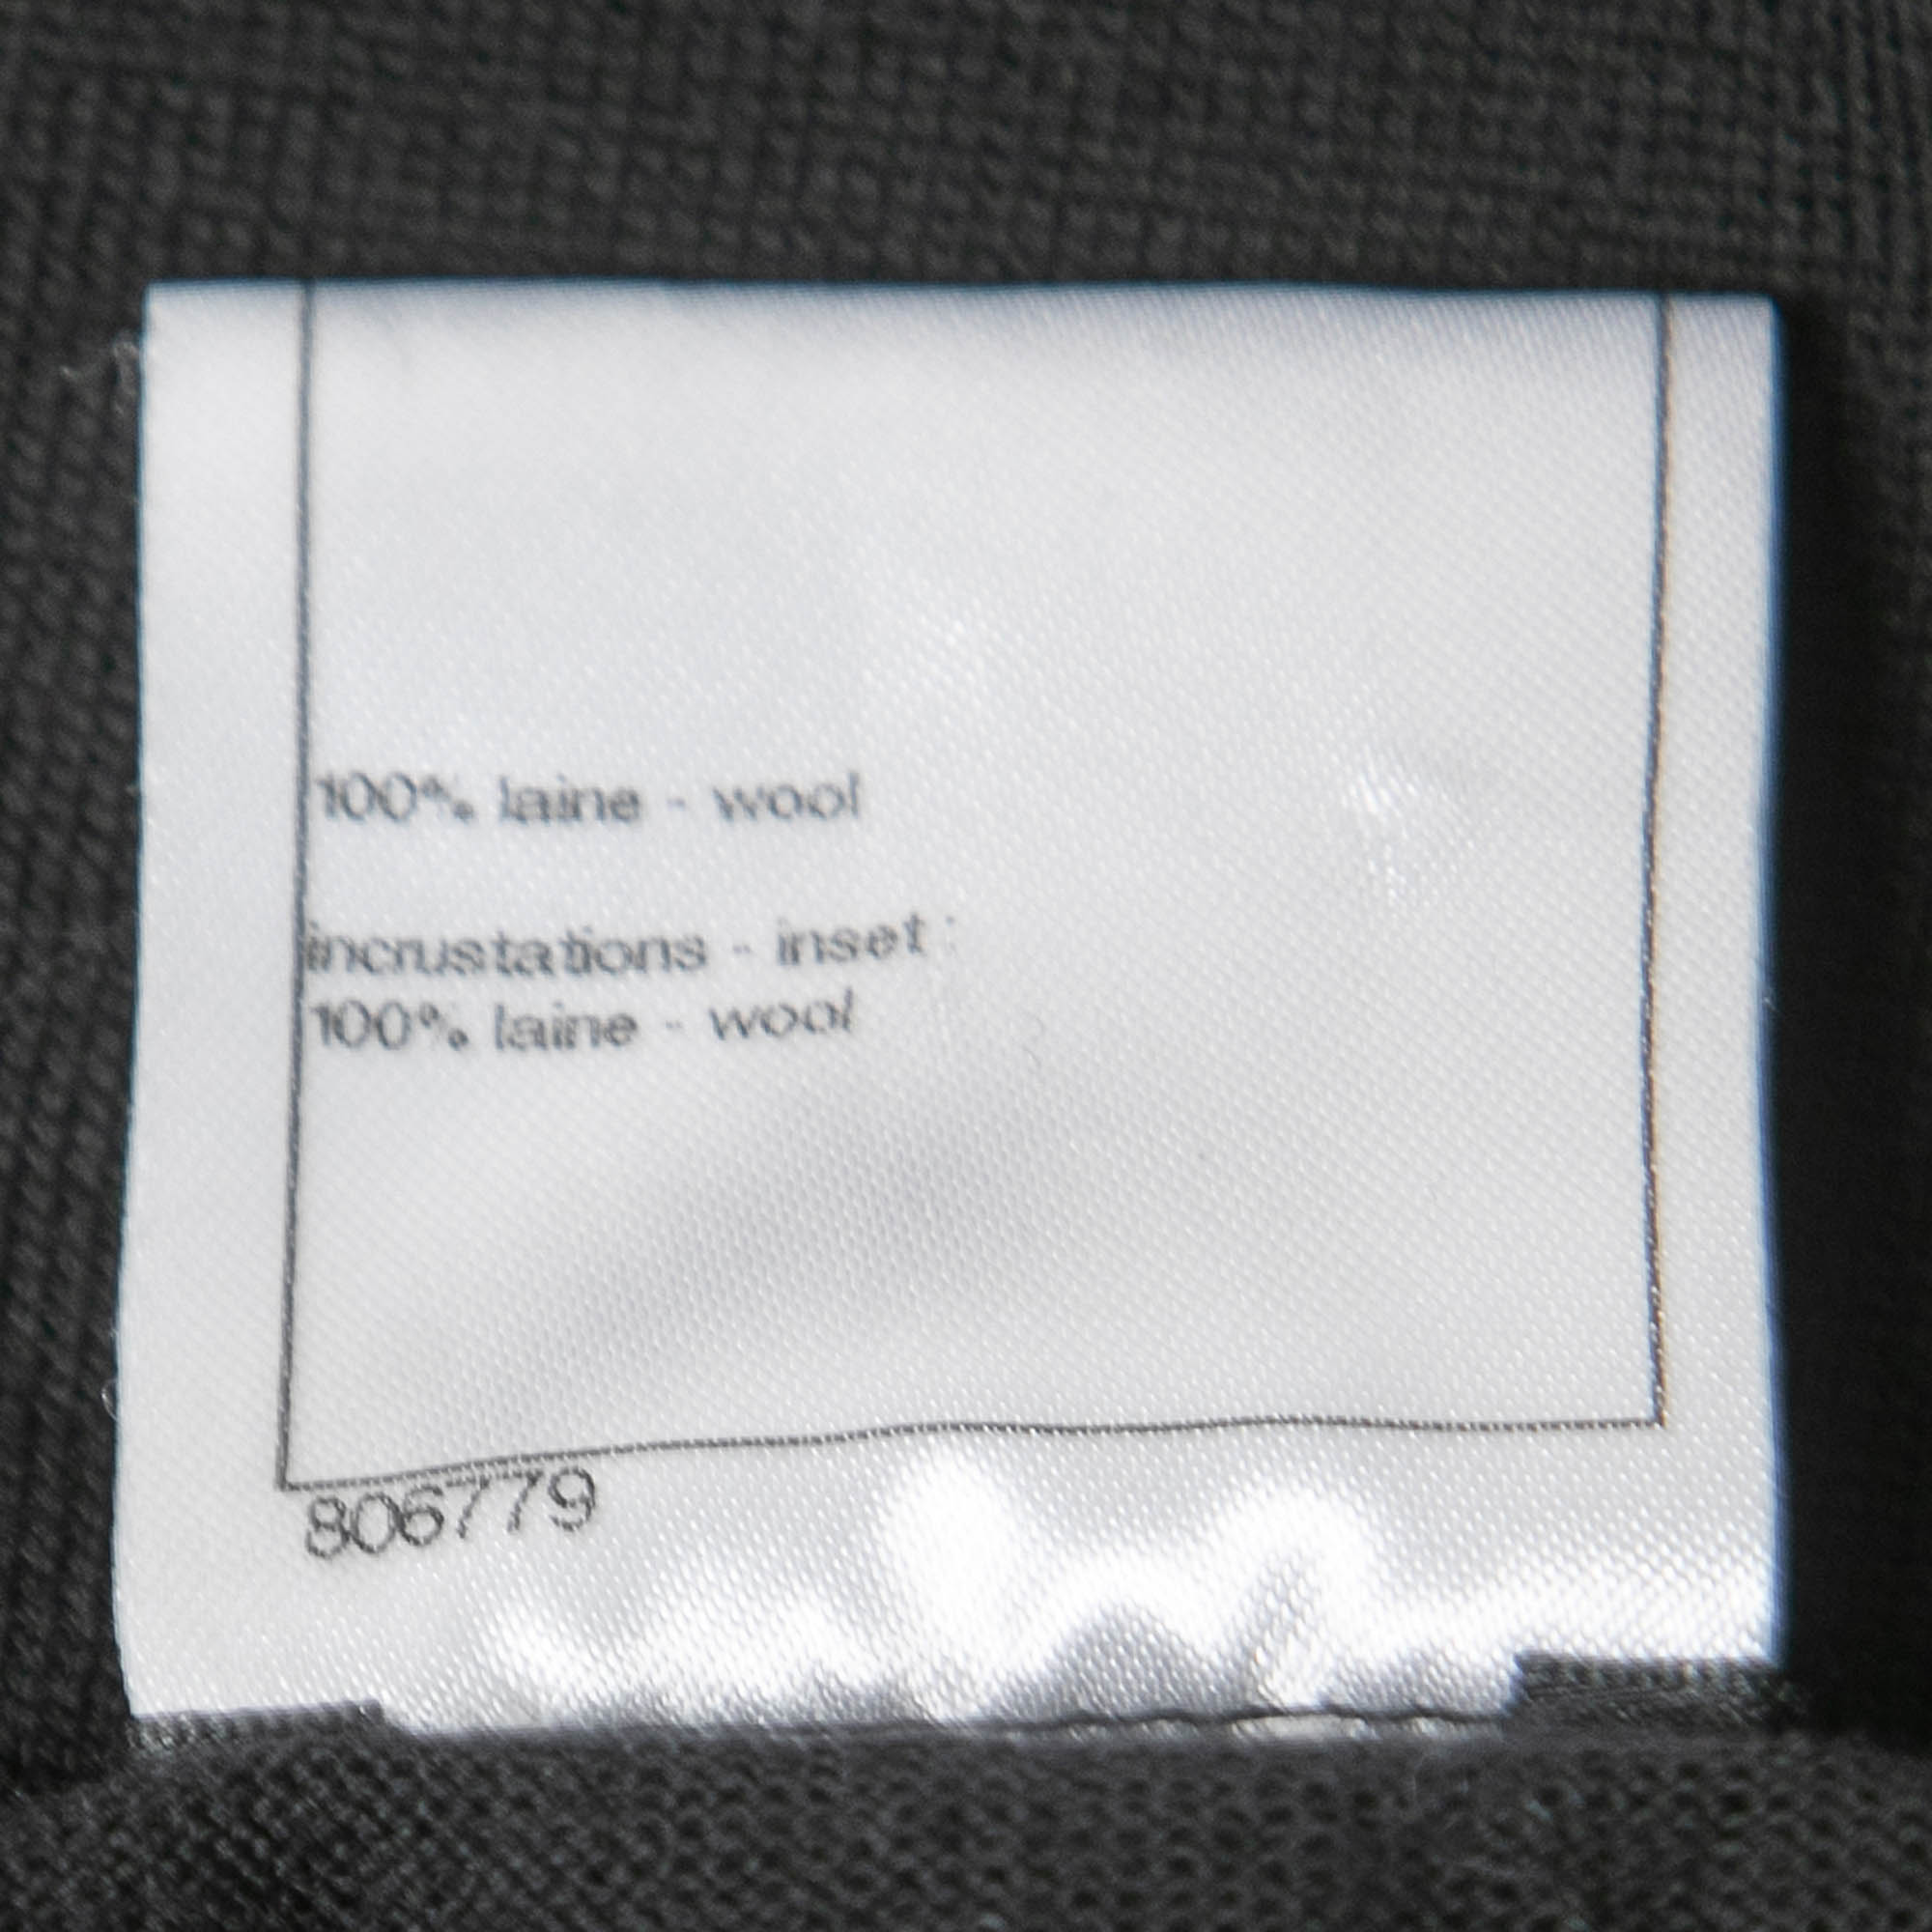 100% laine - wool
incrustations - inset :
100% laine - wool
806779